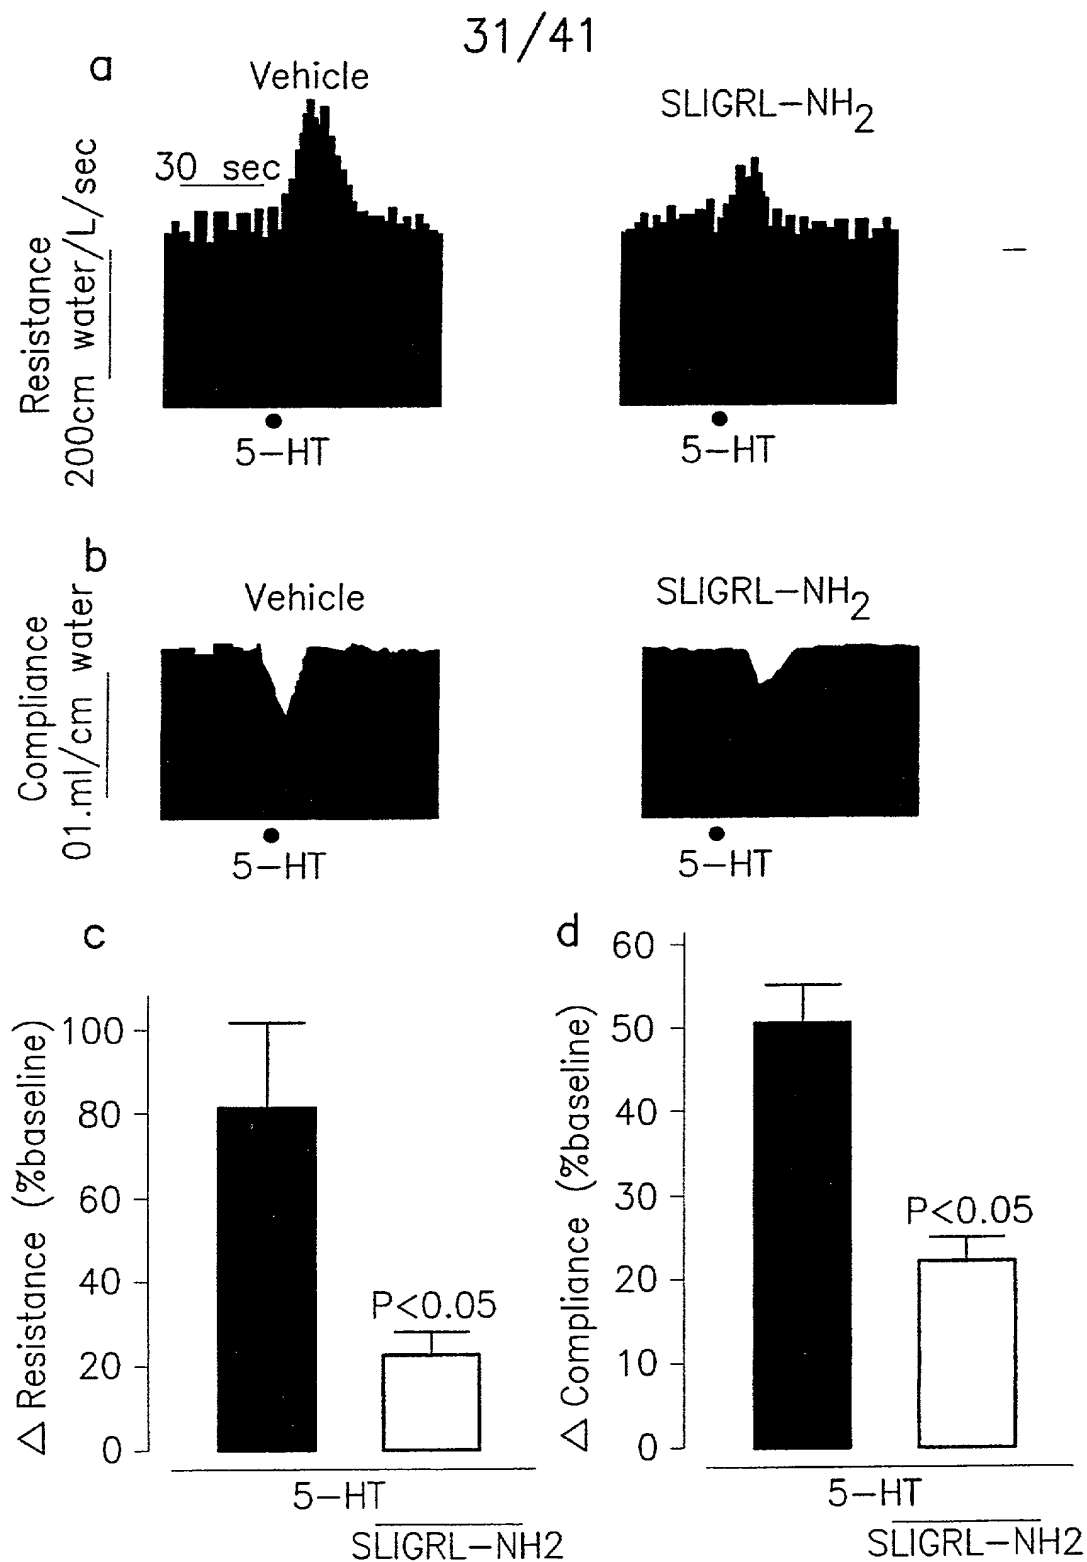 31/41
a
Vehicle
SLIGRL-NH2
30 sec
Resistance
200cm water/L/sec
5-HT
5-HT
b
Vehicle
SLIGRL-NH2
Compliance
01.ml/cm water
5-HT
5-HT
c
△ Resistance (%baseline)
100
80
60
40
20
0
P<0.05
5-HT
SLIGRL-NH2
d
△ Compliance (%baseline)
60
50
40
30
20
10
0
P<0.05
5-HT
SLIGRL-NH2